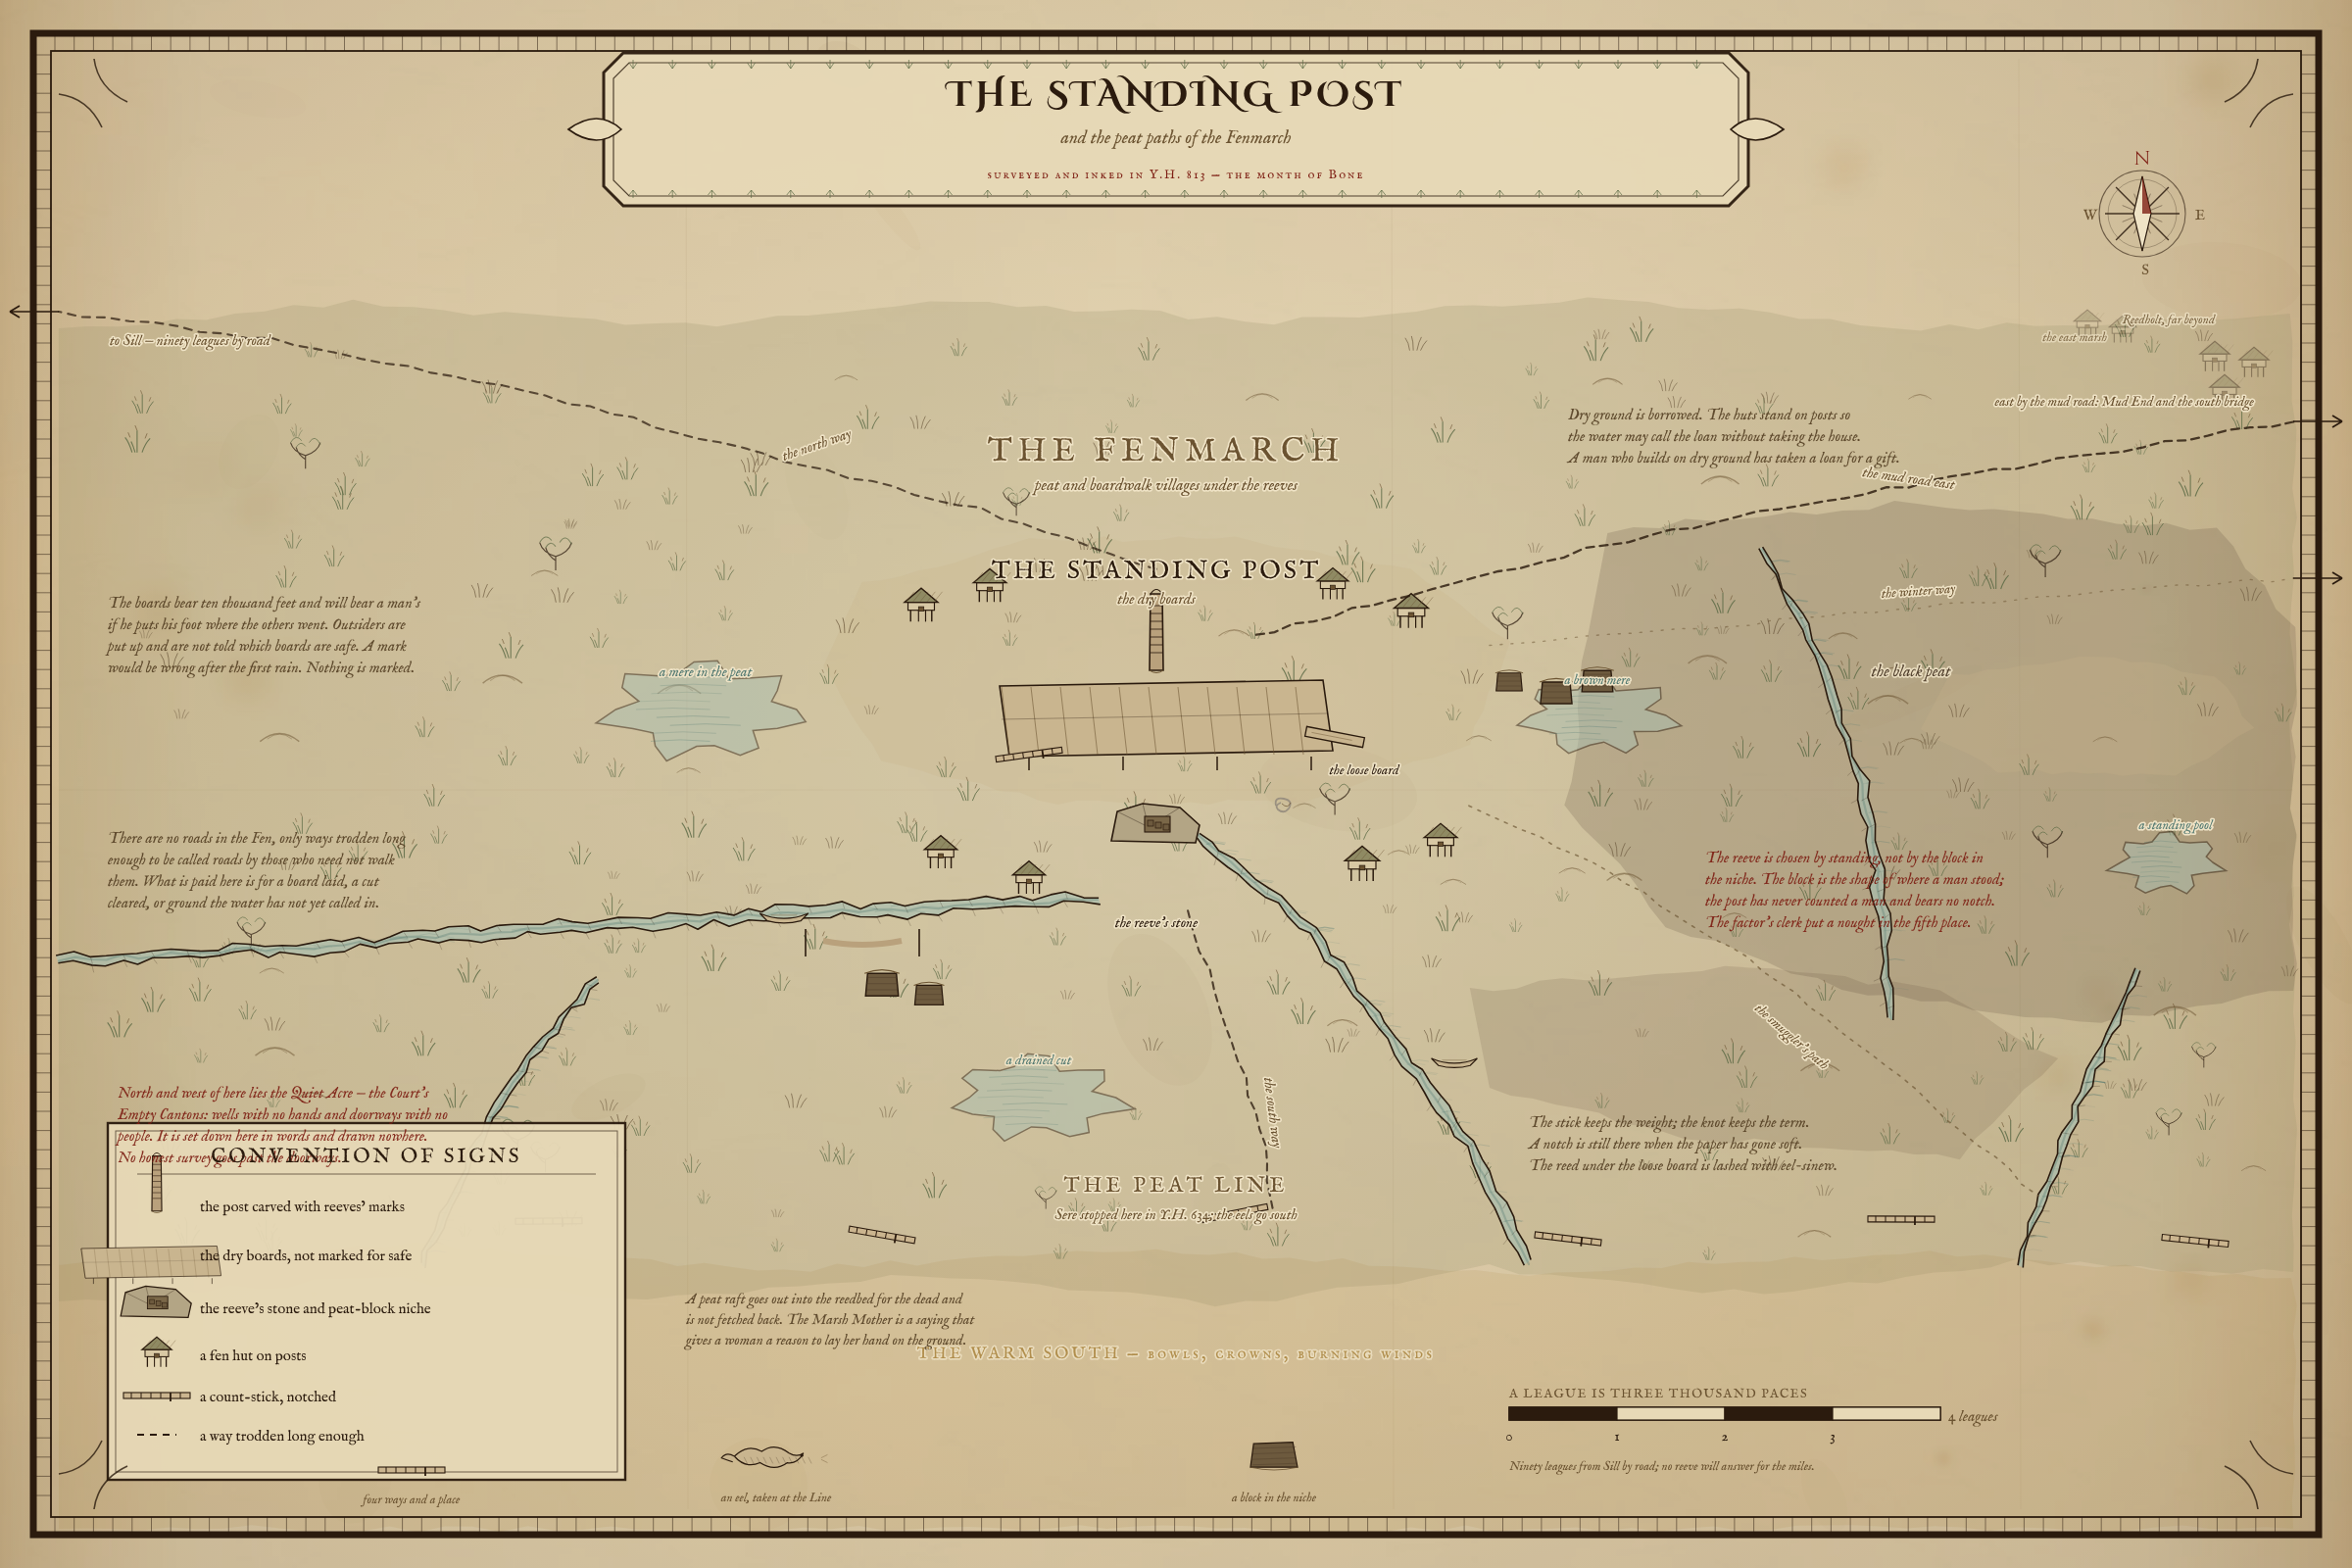 THE STANDING POST
and the peat paths of the Fenmarch
SURVEYED AND INKED IN Y.H. 813 — THE MONTH OF BONE
N
W
E
S
to Sill — ninety leagues by road
Reedholt, far beyond
the east marsh
east by the mud road: Mud End and the south bridge
the north way
THE FENMARCH
peat and boardwalk villages under the reeves
Dry ground is borrowed. The huts stand on posts so
the water may call the loan without taking the house.
A man who builds on dry ground has taken a loan for a gift.
the mud road east
THE STANDING POST
the dry boards
the winter way
The boards bear ten thousand feet and will bear a man's
if he puts his foot where the others went. Outsiders are
put up and are not told which boards are safe. A mark
would be wrong after the first rain. Nothing is marked.
a mere in the peat
a brown mere
the black peat
the loose board
There are no roads in the Fen, only ways trodden long
enough to be called roads by those who need not walk
them. What is paid here is for a board laid, a cut
cleared, or ground the water has not yet called in.
a standing pool
The reeve is chosen by standing, not by the block in
the niche. The block is the shape of where a man stood;
the post has never counted a man and bears no notch.
The factor's clerk put a nought in the fifth place.
the reeve's stone
the smuggler's path
a drained cut
the south way
North and west of here lies the Quiet Acre — the Court's
Empty Cantons: wells with no hands and doorways with no
people. It is set down here in words and drawn nowhere.
No honest survey goes past the doorways.
The stick keeps the weight; the knot keeps the term.
A notch is still there when the paper has gone soft.
The reed under the loose board is lashed with eel-sinew.
THE PEAT LINE
Sere stopped here in Y.H. 634; the eels go south
CONVENTION OF SIGNS
the post carved with reeves' marks
the dry boards, not marked for safe
the reeve's stone and peat-block niche
a fen hut on posts
a count-stick, notched
a way trodden long enough
A peat raft goes out into the reedbed for the dead and
is not fetched back. The Marsh Mother is a saying that
gives a woman a reason to lay her hand on the ground.
THE WARM SOUTH — BOWLS, CROWNS, BURNING WINDS
A LEAGUE IS THREE THOUSAND PACES
4 leagues
0 1 2 3
Ninety leagues from Sill by road; no reeve will answer for the miles.
four ways and a place
an eel, taken at the Line
a block in the niche